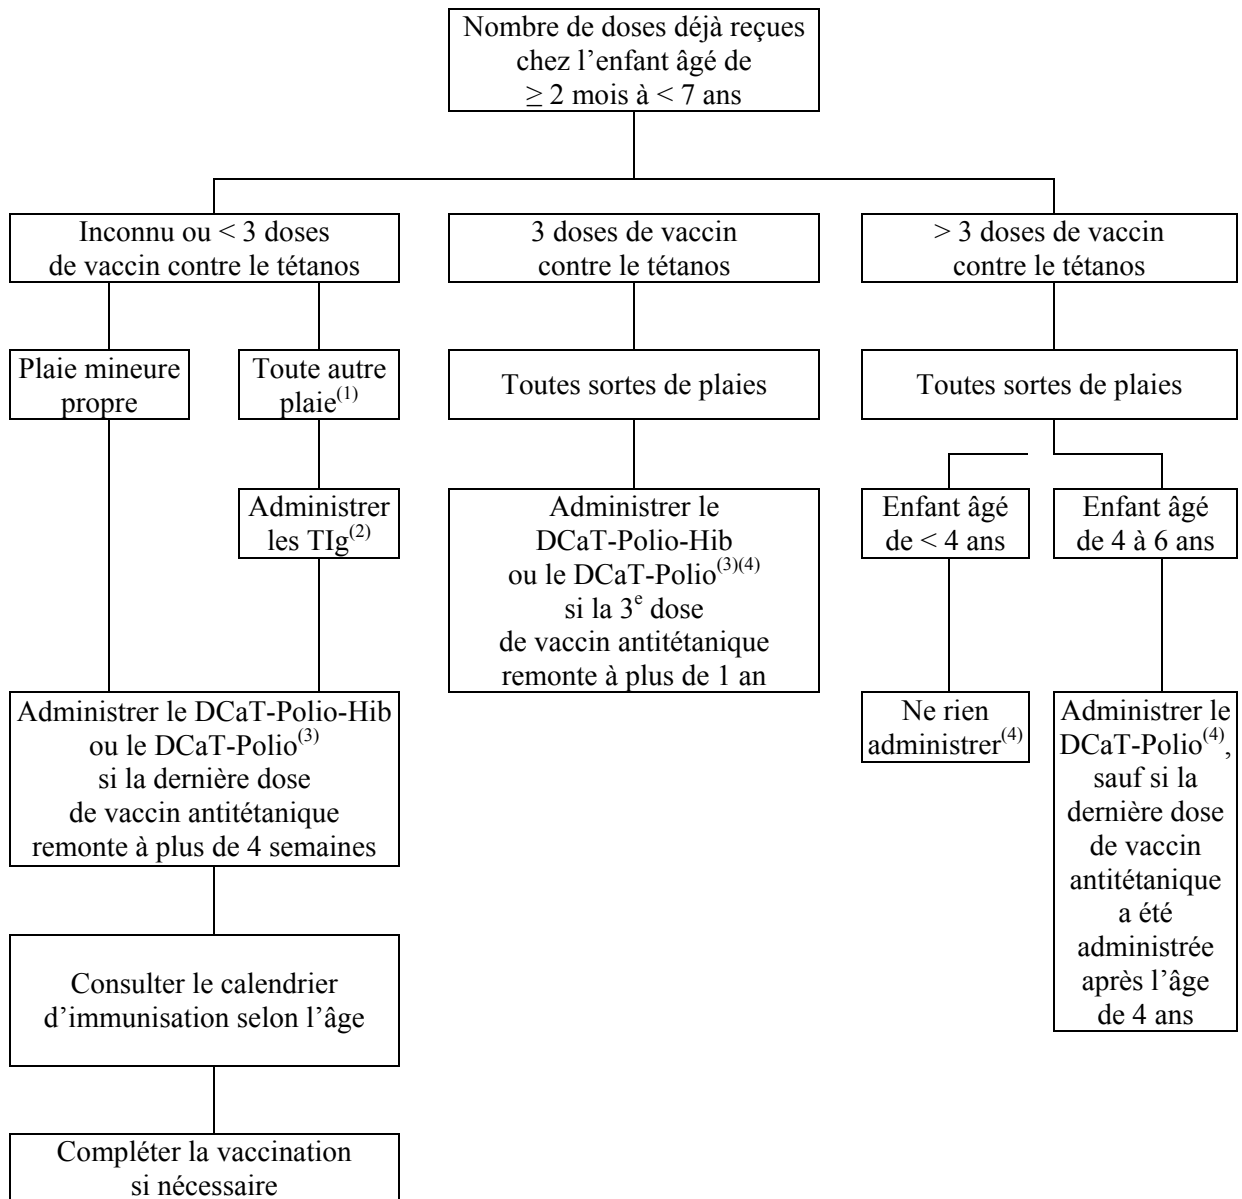 Nombre de doses déjà reçues
chez l’enfant âgé de
≥ 2 mois à < 7 ans
Inconnu ou < 3 doses
de vaccin contre le tétanos
3 doses de vaccin
contre le tétanos
> 3 doses de vaccin
contre le tétanos
Plaie mineure
propre
Toute autre
plaie(1)
Toutes sortes de plaies
Toutes sortes de plaies
Administrer
les TIg(2)
Administrer le
DCaT-Polio-Hib
ou le DCaT-Polio(3)(4)
si la 3e dose
de vaccin antitétanique
remonte à plus de 1 an
Enfant âgé
de < 4 ans
Enfant âgé
de 4 à 6 ans
Administrer le DCaT-Polio-Hib
ou le DCaT-Polio(3)
si la dernière dose
de vaccin antitétanique
remonte à plus de 4 semaines
Ne rien
administrer(4)
Administrer le
DCaT-Polio(4),
sauf si la
dernière dose
de vaccin
antitétanique
a été
administrée
après l’âge
de 4 ans
Consulter le calendrier
d’immunisation selon l’âge
Compléter la vaccination
si nécessaire